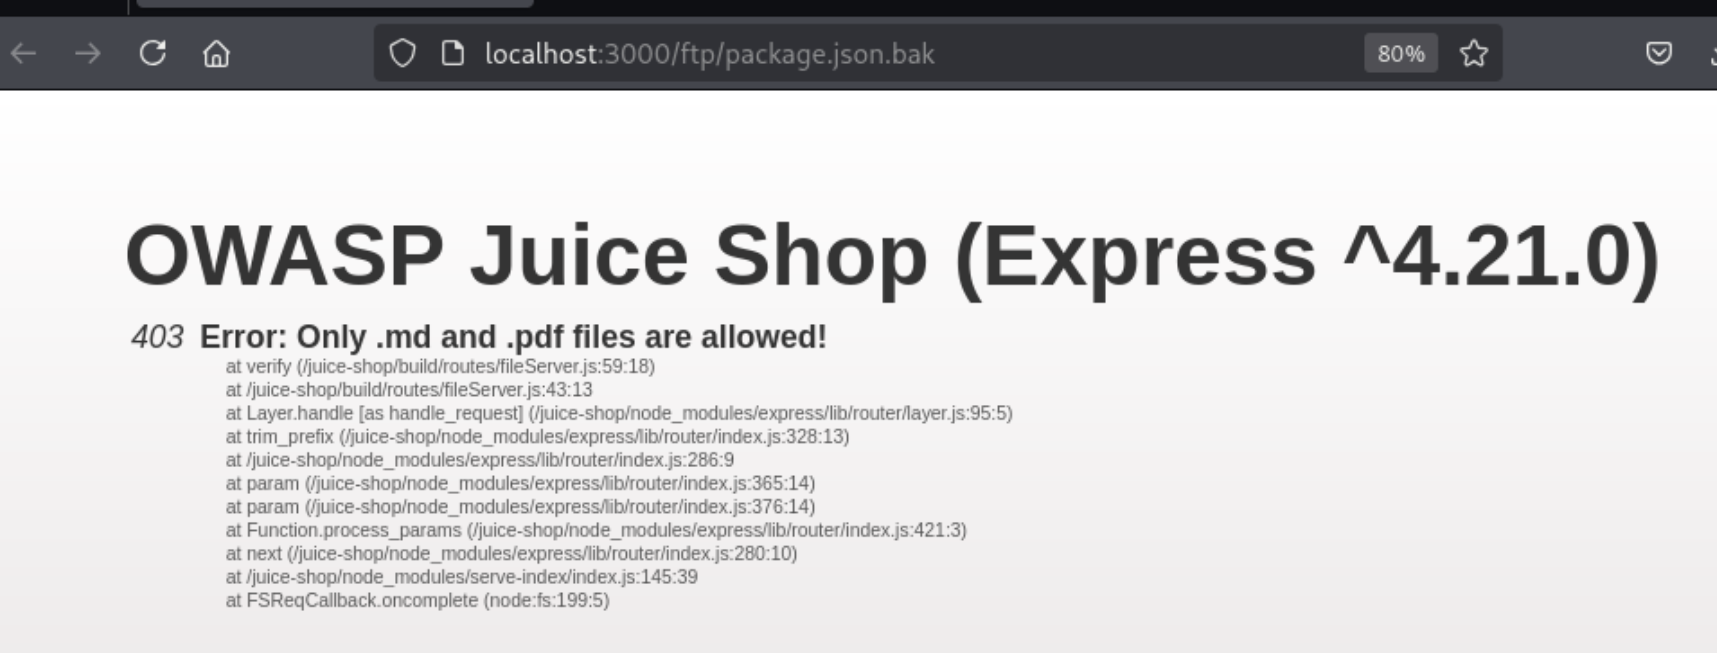 localhost:3000/ftp/package.json.bak
80%
OWASP Juice Shop (Express ^4.21.0)
403 Error: Only .md and .pdf files are allowed!
at verify (/juice-shop/build/routes/fileServer.js:59:18)
at /juice-shop/build/routes/fileServer.js:43:13
at Layer.handle [as handle_request] (/juice-shop/node_modules/express/lib/router/layer.js:95:5)
at trim_prefix (/juice-shop/node_modules/express/lib/router/index.js:328:13)
at /juice-shop/node_modules/express/lib/router/index.js:286:9
at param (/juice-shop/node_modules/express/lib/router/index.js:365:14)
at param (/juice-shop/node_modules/express/lib/router/index.js:376:14)
at Function.process_params (/juice-shop/node_modules/express/lib/router/index.js:421:3)
at next (/juice-shop/node_modules/express/lib/router/index.js:280:10)
at /juice-shop/node_modules/serve-index/index.js:145:39
at FSReqCallback.oncomplete (node:fs:199:5)